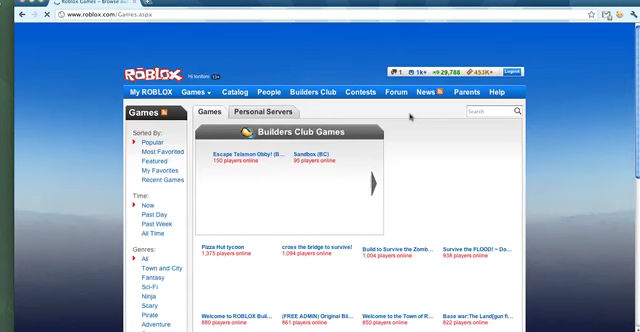 Roblox Games – Browse
www.roblox.com/Games.aspx
ROBLOX
13+
1 1k+ 29,788 453K+ Logout
My ROBLOX Games Catalog People Builders Club Contests Forum News Parents Help
Games
Games Personal Servers
Search
Builders Club Games
Sorted By:
Popular
Most Favorited
Featured
My Favorites
Recent Games
Escape Telemon Obby! (B...
150 players online
Sandbox (BC)
95 players online
Time:
Now
Past Day
Past Week
All Time
Genres:
All
Town and City
Fantasy
Sci-Fi
Ninja
Scary
Pirate
Adventure
Pizza Hut tycoon
1,375 players online
cross the bridge to survive!
1,094 players online
Build to Survive the Zomb...
1,004 players online
Survive the FLOOD! ~ Do...
938 players online
Welcome to ROBLOX Buil...
880 players online
(FREE ADMIN) Original Bl...
861 players online
Welcome to the Town of R...
850 players online
Base war:The Land[gun fi...
822 players online